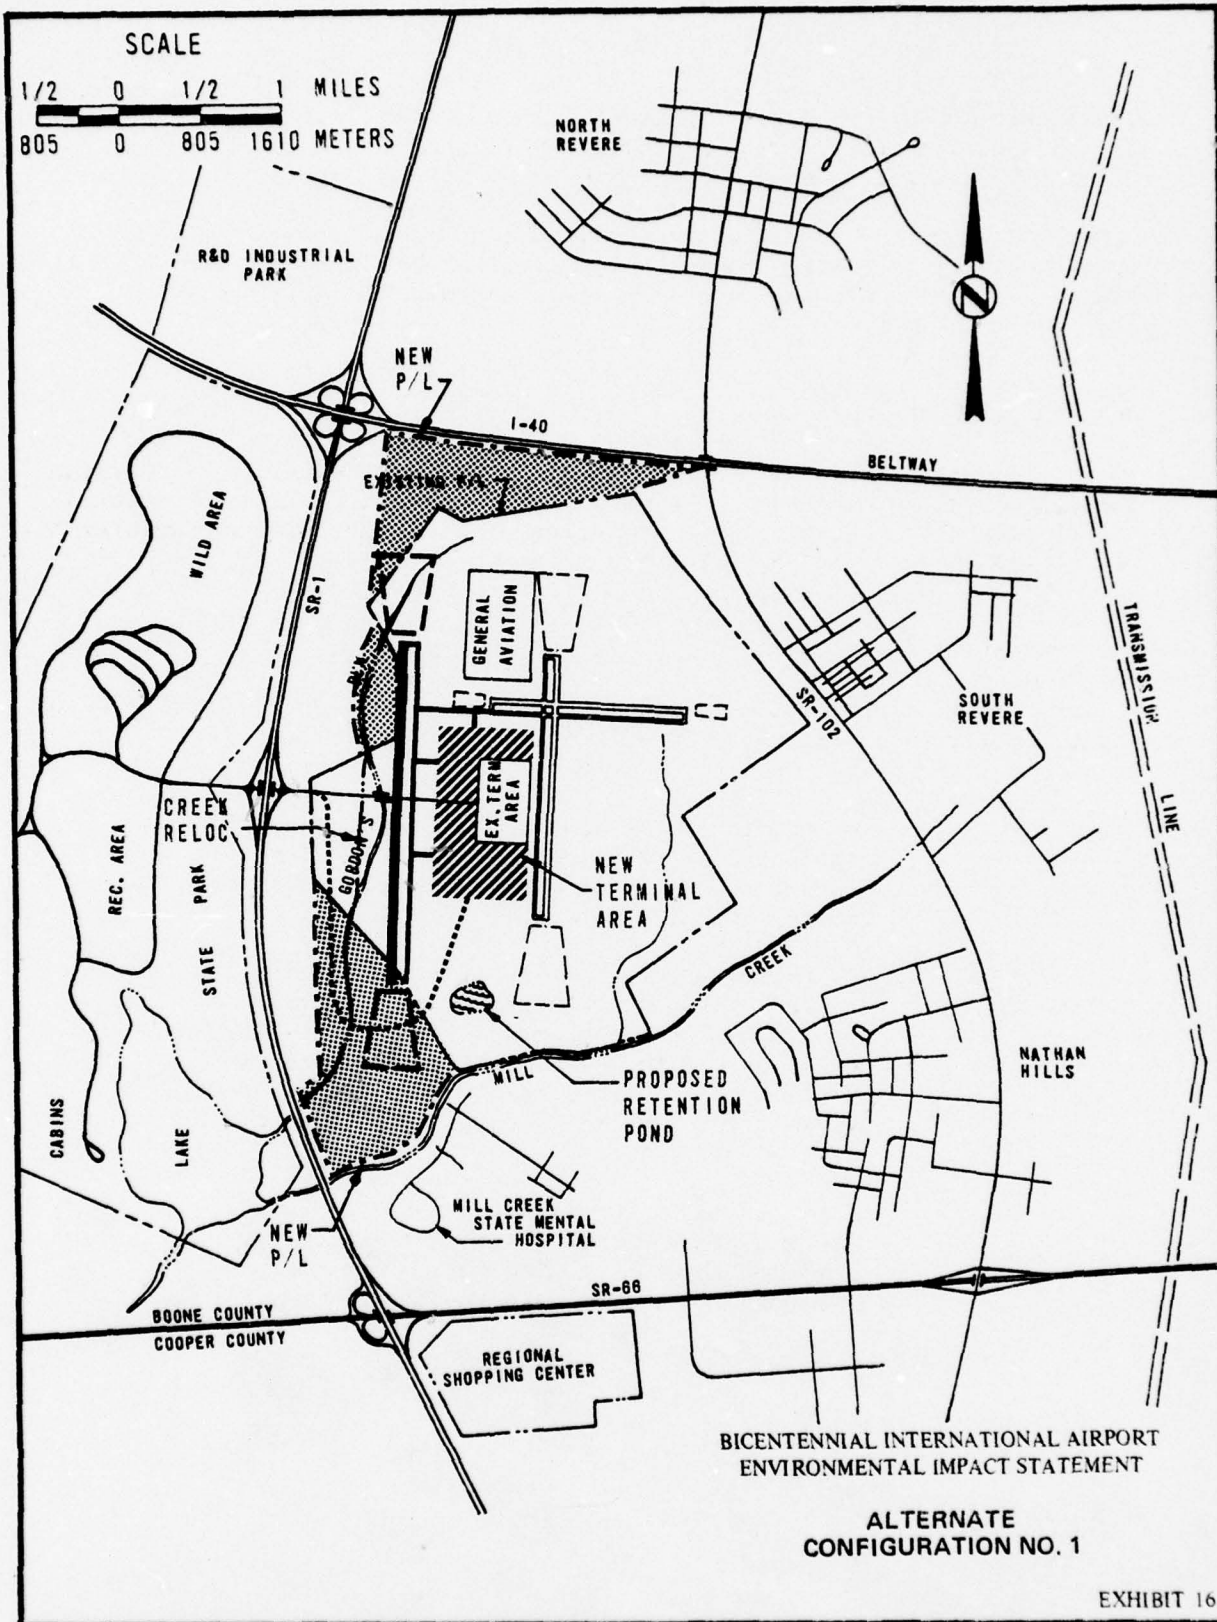 SCALE
1/2 0 1/2 1 MILES
805 0 805 1610 METERS
NORTH
REVERE
R&D INDUSTRIAL
PARK
N
NEW
P/L
I-40
BELTWAY
EXISTING P/L
WILD AREA
SR-1
GENERAL
AVIATION
RUN
TRANSMISSION
LINE
SR-102
SOUTH
REVERE
CREEK
RELOC
GORDON'S
EX. TERM
AREA
REC. AREA
STATE
PARK
NEW
TERMINAL
AREA
MILL
CREEK
NATHAN
HILLS
PROPOSED
RETENTION
POND
CABINS
LAKE
MILL CREEK
STATE MENTAL
HOSPITAL
NEW
P/L
SR-66
BOONE COUNTY
COOPER COUNTY
REGIONAL
SHOPPING CENTER
BICENTENNIAL INTERNATIONAL AIRPORT
ENVIRONMENTAL IMPACT STATEMENT
ALTERNATE
CONFIGURATION NO. 1
EXHIBIT 16